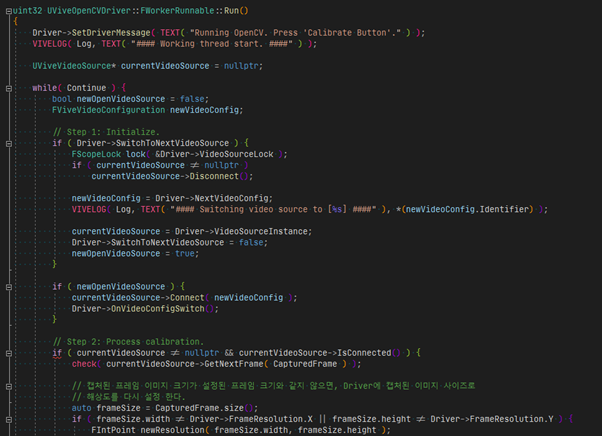 uint32 UViveOpenCVDriver::FWorkerRunnable::Run()
{
Driver->SetDriverMessage( TEXT( "Running OpenCV. Press 'Calibrate Button'." ) );
VIVELOG( Log, TEXT( "#### Working thread start. ####" ) );
UViveVideoSource* currentVideoSource = nullptr;
while( Continue ) {
bool newOpenVideoSource = false;
FViveVideoConfiguration newVideoConfig;
// Step 1: Initialize.
if ( Driver->SwitchToNextVideoSource ) {
FScopeLock lock( &Driver->VideoSourceLock );
if ( currentVideoSource ≠ nullptr )
currentVideoSource->Disconnect();
newVideoConfig = Driver->NextVideoConfig;
VIVELOG( Log, TEXT( "#### Switching video source to [%s] ####" ), *(newVideoConfig.Identifier) );
currentVideoSource = Driver->VideoSourceInstance;
Driver->SwitchToNextVideoSource = false;
newOpenVideoSource = true;
}
if ( newOpenVideoSource ) {
currentVideoSource->Connect( newVideoConfig );
Driver->OnVideoConfigSwitch();
}
// Step 2: Process calibration.
if ( currentVideoSource ≠ nullptr && currentVideoSource->IsConnected() ) {
check( currentVideoSource->GetNextFrame( CapturedFrame ) );
// 캡처된 프레임 이미지 크기가 설정된 프레임 크기와 같지 않으면, Driver에 캡처된 이미지 사이즈로
// 해상도를 다시 설정 한다.
auto frameSize = CapturedFrame.size();
if ( frameSize.width ≠ Driver->FrameResolution.X || frameSize.height ≠ Driver->FrameResolution.Y ) {
FIntPoint newResolution( frameSize.width, frameSize.height );